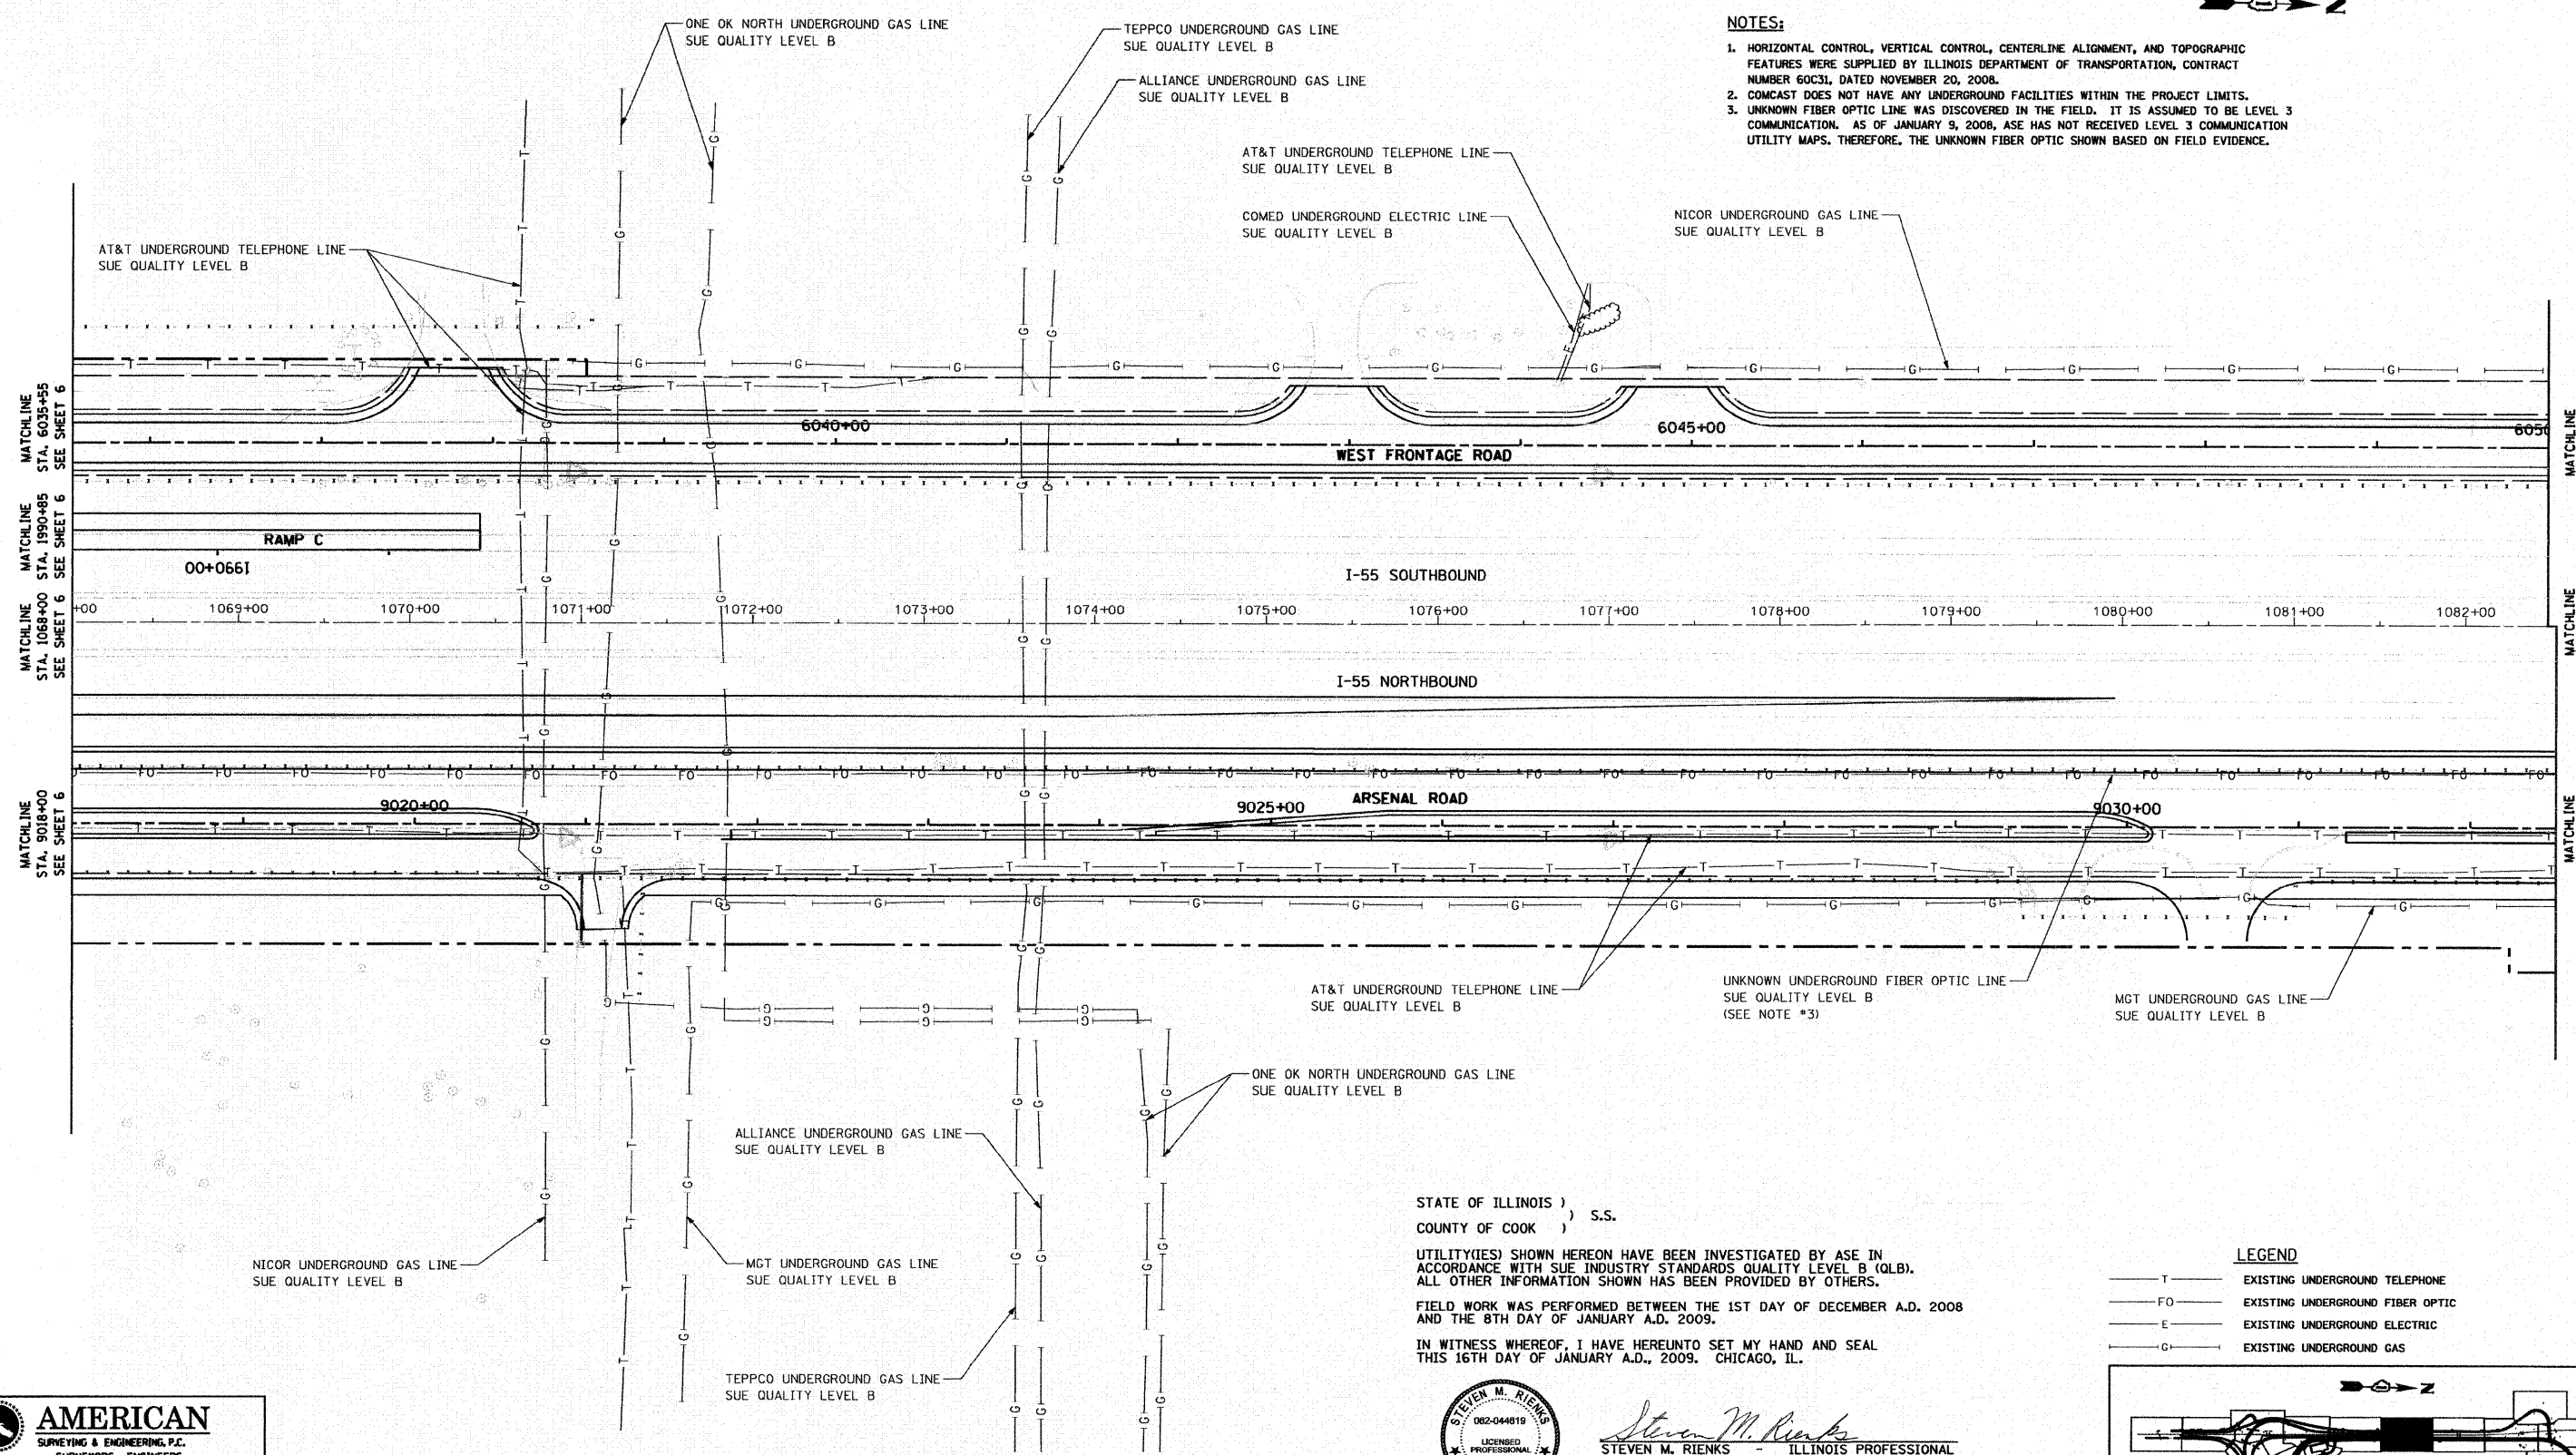 ONE OK NORTH UNDERGROUND GAS LINE
SUE QUALITY LEVEL B
TEPPCO UNDERGROUND GAS LINE
SUE QUALITY LEVEL B
ALLIANCE UNDERGROUND GAS LINE
SUE QUALITY LEVEL B
AT&T UNDERGROUND TELEPHONE LINE
SUE QUALITY LEVEL B
COMED UNDERGROUND ELECTRIC LINE
SUE QUALITY LEVEL B
NICOR UNDERGROUND GAS LINE
SUE QUALITY LEVEL B
AT&T UNDERGROUND TELEPHONE LINE
SUE QUALITY LEVEL B
Z
NOTES:
1. HORIZONTAL CONTROL, VERTICAL CONTROL, CENTERLINE ALIGNMENT, AND TOPOGRAPHIC
FEATURES WERE SUPPLIED BY ILLINOIS DEPARTMENT OF TRANSPORTATION, CONTRACT
NUMBER 60C31, DATED NOVEMBER 20, 2008.
2. COMCAST DOES NOT HAVE ANY UNDERGROUND FACILITIES WITHIN THE PROJECT LIMITS.
3. UNKNOWN FIBER OPTIC LINE WAS DISCOVERED IN THE FIELD. IT IS ASSUMED TO BE LEVEL 3
COMMUNICATION. AS OF JANUARY 9, 2008, ASE HAS NOT RECEIVED LEVEL 3 COMMUNICATION
UTILITY MAPS. THEREFORE, THE UNKNOWN FIBER OPTIC SHOWN BASED ON FIELD EVIDENCE.
MATCHLINE
STA. 6035+55
SEE SHEET 6
6040+00
6045+00
6050
WEST FRONTAGE ROAD
MATCHLINE
MATCHLINE
STA. 1990+85
SEE SHEET 6
RAMP C
1990+00
I-55 SOUTHBOUND
MATCHLINE
STA. 1068+00
SEE SHEET 6
+00
1069+00
1070+00
1071+00
1072+00
1073+00
1074+00
1075+00
1076+00
1077+00
1078+00
1079+00
1080+00
1081+00
1082+00
MATCHLINE
I-55 NORTHBOUND
MATCHLINE
STA. 9018+00
SEE SHEET 6
9020+00
9025+00
ARSENAL ROAD
9030+00
MATCHLINE
AT&T UNDERGROUND TELEPHONE LINE
SUE QUALITY LEVEL B
UNKNOWN UNDERGROUND FIBER OPTIC LINE
SUE QUALITY LEVEL B
(SEE NOTE #3)
MGT UNDERGROUND GAS LINE
SUE QUALITY LEVEL B
ONE OK NORTH UNDERGROUND GAS LINE
SUE QUALITY LEVEL B
ALLIANCE UNDERGROUND GAS LINE
SUE QUALITY LEVEL B
NICOR UNDERGROUND GAS LINE
SUE QUALITY LEVEL B
MGT UNDERGROUND GAS LINE
SUE QUALITY LEVEL B
TEPPCO UNDERGROUND GAS LINE
SUE QUALITY LEVEL B
STATE OF ILLINOIS )
) S.S.
COUNTY OF COOK )
UTILITY(IES) SHOWN HEREON HAVE BEEN INVESTIGATED BY ASE IN
ACCORDANCE WITH SUE INDUSTRY STANDARDS QUALITY LEVEL B (QLB).
ALL OTHER INFORMATION SHOWN HAS BEEN PROVIDED BY OTHERS.
FIELD WORK WAS PERFORMED BETWEEN THE 1ST DAY OF DECEMBER A.D. 2008
AND THE 8TH DAY OF JANUARY A.D. 2009.
IN WITNESS WHEREOF, I HAVE HEREUNTO SET MY HAND AND SEAL
THIS 16TH DAY OF JANUARY A.D., 2009. CHICAGO, IL.
STEVEN M. RIENKS
062-044619
LICENSED
PROFESSIONAL
Steven M. Rienks
STEVEN M. RIENKS - ILLINOIS PROFESSIONAL
LEGEND
T EXISTING UNDERGROUND TELEPHONE
FO EXISTING UNDERGROUND FIBER OPTIC
E EXISTING UNDERGROUND ELECTRIC
G EXISTING UNDERGROUND GAS
Z
AMERICAN
SURVEYING & ENGINEERING, P.C.